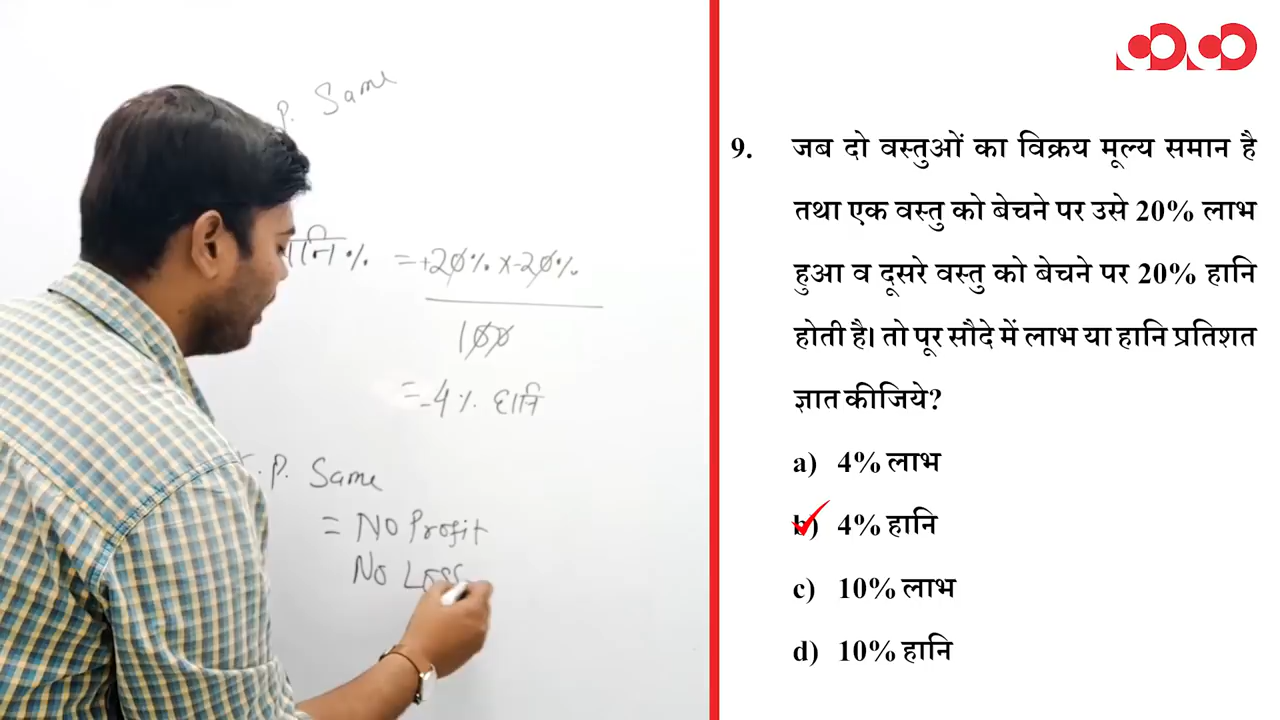 P. Same
हानि% = +20% × -20%
100
= -4% हानि
.P. Same
= No Profit
No Loss
9. जब दो वस्तुओं का विक्रय मूल्य समान है
तथा एक वस्तु को बेचने पर उसे 20% लाभ
हुआ व दूसरे वस्तु को बेचने पर 20% हानि
होती है। तो पूर सौदे में लाभ या हानि प्रतिशत
ज्ञात कीजिये?
a) 4% लाभ
b) 4% हानि
c) 10% लाभ
d) 10% हानि